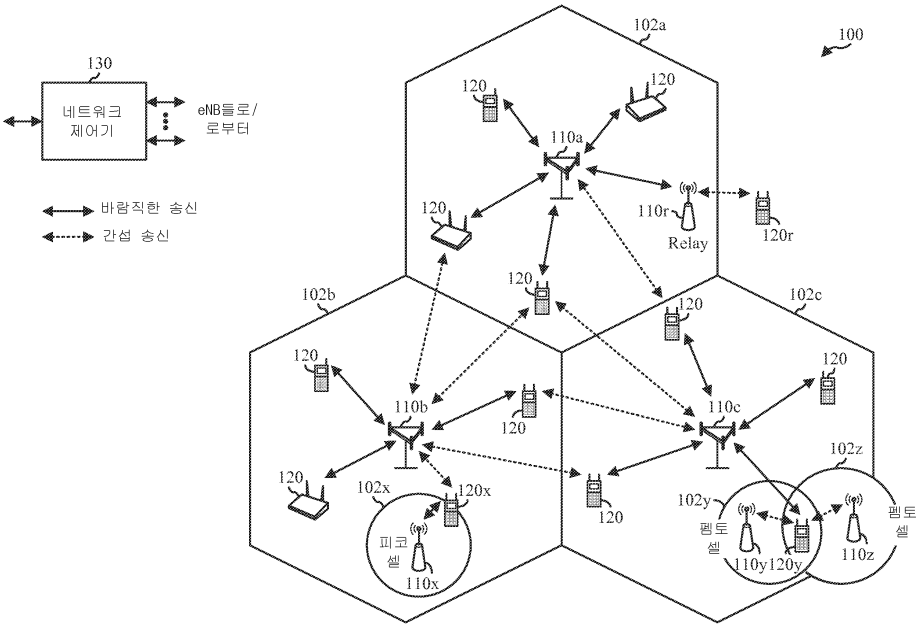 102a
100
130
네트워크
제어기
eNB들로/
로부터
120
120
110a
바람직한 송신
간섭 송신
120
110r
Relay
120r
120
102b
102c
120
120
120
110b
120
110c
120
120
102x
120x
피코
셀
110x
120
102y
102z
펨토
셀
펨토
셀
110y
120y
110z